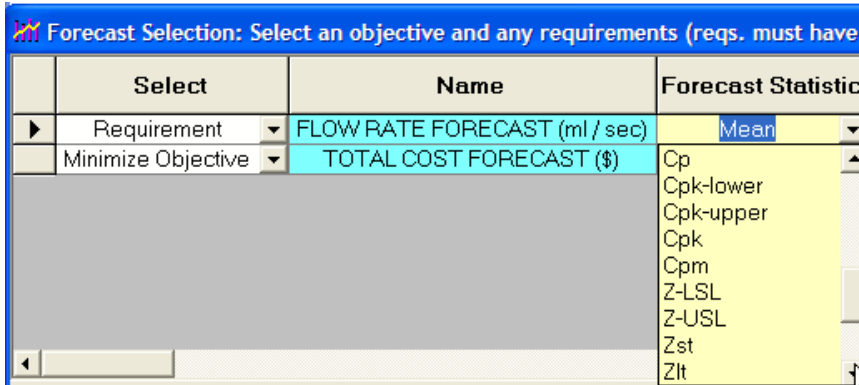 Forecast Selection: Select an objective and any requirements (reqs. must have
Select Name Forecast Statistic
Requirement FLOW RATE FORECAST (ml / sec) Mean
Minimize Objective TOTAL COST FORECAST ($) Cp
Cpk-lower
Cpk-upper
Cpk
Cpm
Z-LSL
Z-USL
Zst
Zlt